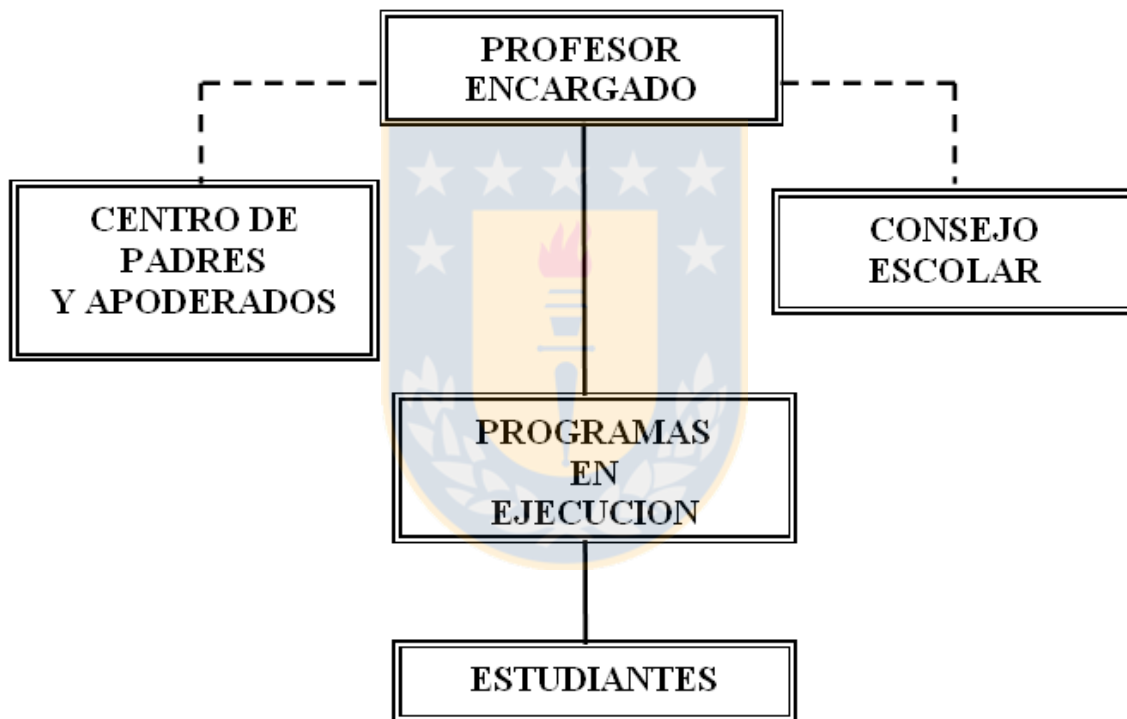 PROFESOR
ENCARGADO
CENTRO DE
PADRES
Y APODERADOS
CONSEJO
ESCOLAR
PROGRAMAS
EN
EJECUCION
ESTUDIANTES